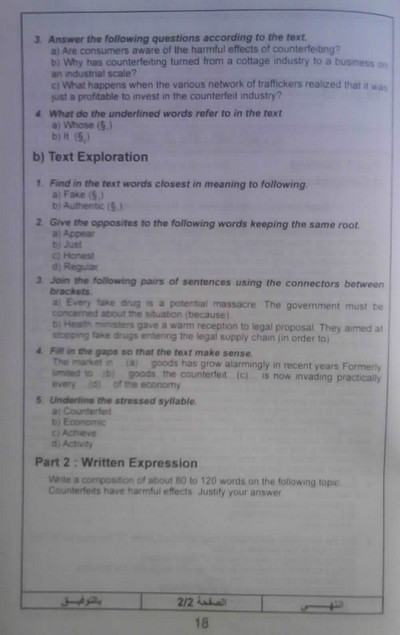 3. Answer the following questions according to the text.
a) Are consumers aware of the harmful effects of counterfeiting?
b) Why has counterfeiting turned from a cottage industry to a business on
an industrial scale?
c) What happens when the various network of traffickers realized that it was
just a profitable to invest in the counterfeit industry?
4. What do the underlined words refer to in the text
a) Whose (§
b) It (§
b) Text Exploration
1. Find in the text words closest in meaning to following.
a) Fake (§
b) Authentic (§
2. Give the opposites to the following words keeping the same root.
a) Appear
b) Just
c) Honest
d) Regular
3. Join the following pairs of sentences using the connectors between
brackets.
a) Every fake drug is a potential massacre. The government must be
concerned about the situation (because)
b) Health ministers gave a warm reception to legal proposal. They aimed at
stopping fake drugs entering the legal supply chain (in order to)
4. Fill in the gaps so that the text make sense.
The market in ...(a)... goods has grow alarmingly in recent years. Formerly
limited to ...(b)... goods, the counterfeit ...(c)... is now invading practically
every ...(d)... of the economy.
5. Underline the stressed syllable.
a) Counterfeit
b) Economic
c) Achieve
d) Activity
Part 2 : Written Expression
Write a composition of about 80 to 120 words on the following topic.
Counterfeits have harmful effects. Justify your answer
انتهـــى الصفحة 2/2 بالتوفيـــق
18